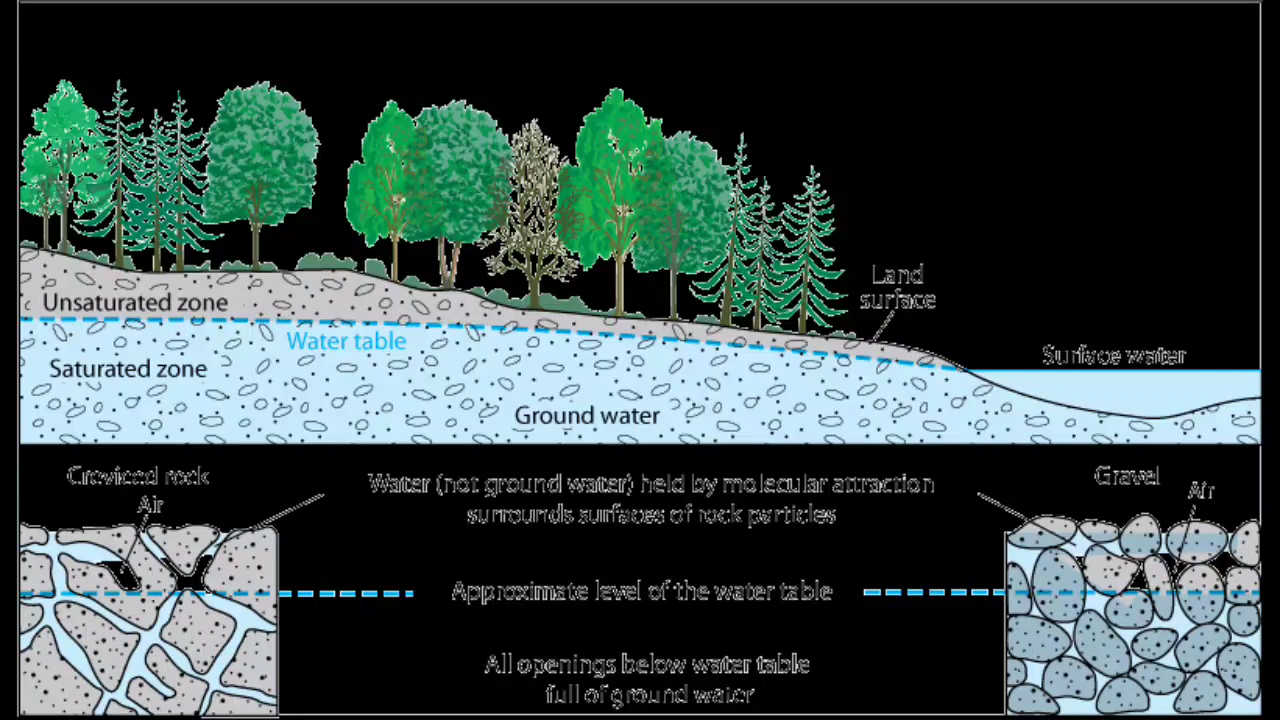 Land
surface
Unsaturated zone
Water table
Surface water
Saturated zone
Ground water
Creviced rock
Air
Water (not ground water) held by molecular attraction
surrounds surfaces of rock particles
Gravel
Air
Approximate level of the water table
All openings below water table
full of ground water